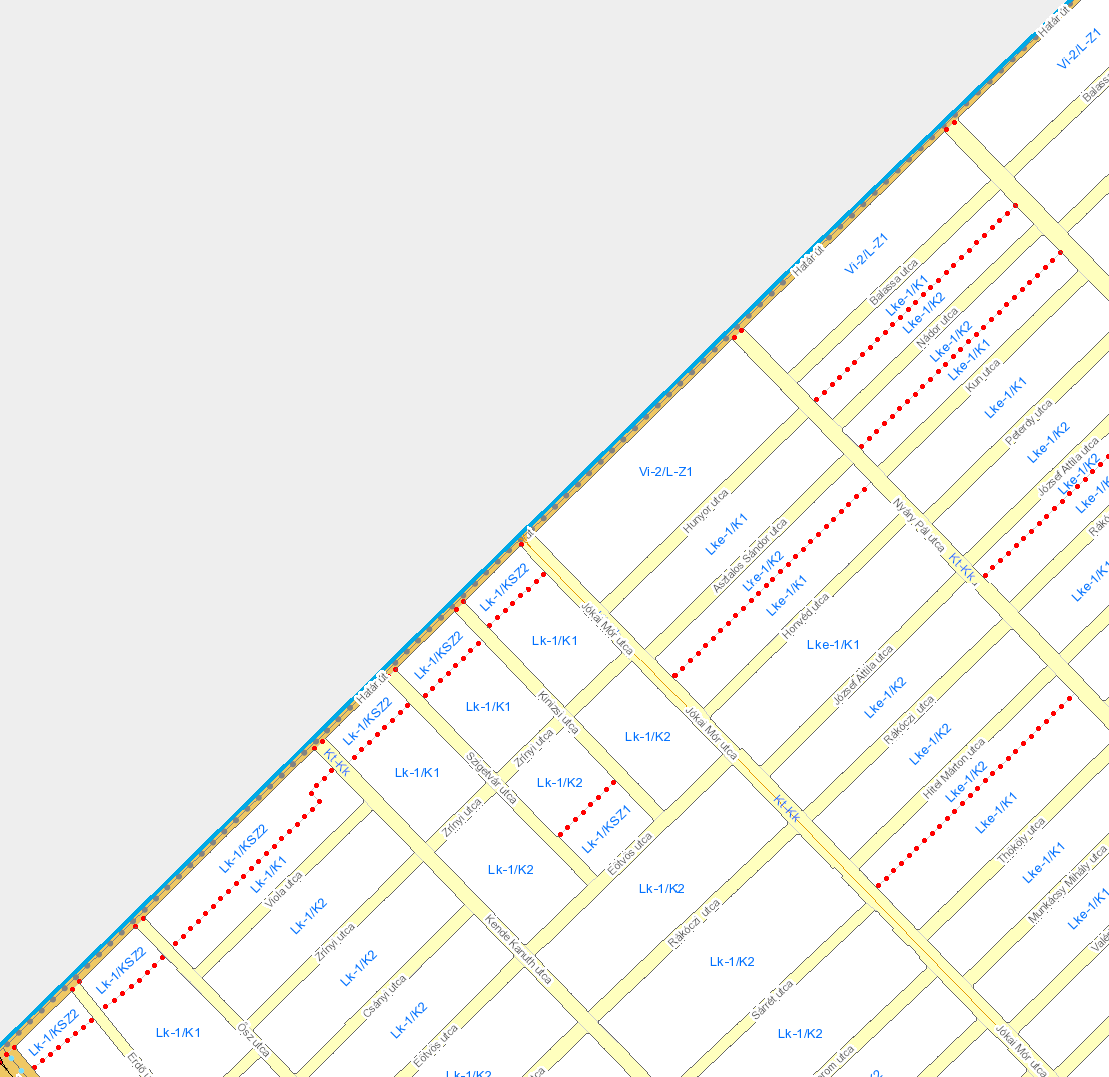 Határ út
Vi-2/L-Z1
Határ út
Vi-2/L-Z1
Balassa utca
Lke-1/K1
Lke-1/K2
Nádor utca
Lke-1/K2
Lke-1/K1
Kun utca
Lke-1/K1
Peterdy utca
Lke-1/K2
József Attila utca
Lke-1/K2
Vi-2/L-Z1
Hunyor utca
Lke-1/K1
Asztalos Sándor utca
Lke-1/K1
Honvéd utca
Nyáry Pál utca
Kt-Kk
út
Lk-1/KSZ2
Lk-1/K1
Jókai Mór utca
Lke-1/K1
József Attila utca
Lke-1/K2
Rákóczi utca
Lke-1/K2
Hitel Márton utca
Lke-1/K2
Lke-1/K1
Thököly utca
Lke-1/K1
Munkácsy Mihály utca
Lke-1/K1
Lk-1/KSZ2
Határ út
Lk-1/KSZ2
Lk-1/K1
Kinizsi utca
Jókai Mór utca
Lk-1/K2
Kt-Kk
Lk-1/K1
Szigetvár utca
Zrínyi utca
Lk-1/K2
Lk-1/KSZ1
Eötvös utca
Kt-Kk
Zrínyi utca
Lk-1/KSZ2
Lk-1/K1
Viola utca
Lk-1/K2
Lk-1/K2
Rákóczi utca
Lk-1/K2
Zrínyi utca
Lk-1/K2
Kende Kanuth utca
Lk-1/K2
Csányi utca
Lk-1/K2
Eötvös utca
Sárrét utca
Lk-1/K2
Jókai Mór utca
Lk-1/KSZ2
Lk-1/KSZ2
Lk-1/K1
Ősz utca
Lk-1/K2